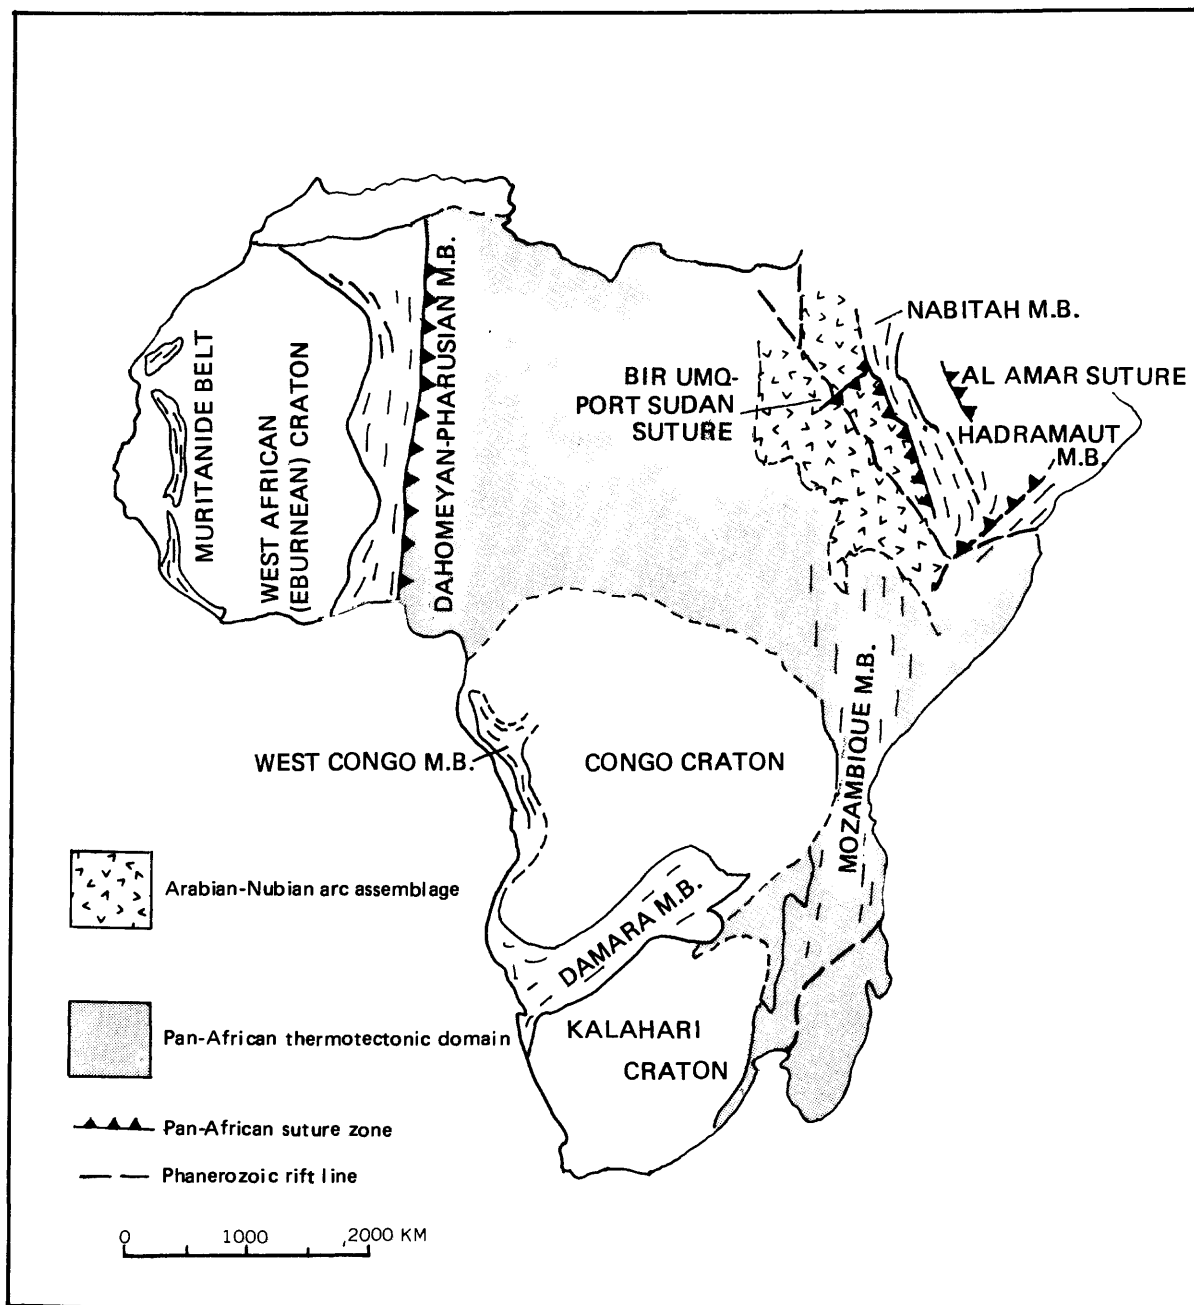 NABITAH M.B.
BIR UMQ-
PORT SUDAN
SUTURE
AL AMAR SUTURE
HADRAMAUT
M.B.
MURITANIDE BELT
WEST AFRICAN
(EBURNEAN) CRATON
DAHOMEYAN-PHARUSIAN M.B.
WEST CONGO M.B.
CONGO CRATON
MOZAMBIQUE M.B.
DAMARA M.B.
KALAHARI
CRATON
Arabian-Nubian arc assemblage
Pan-African thermotectonic domain
Pan-African suture zone
Phanerozoic rift line
0 1000 2000 KM